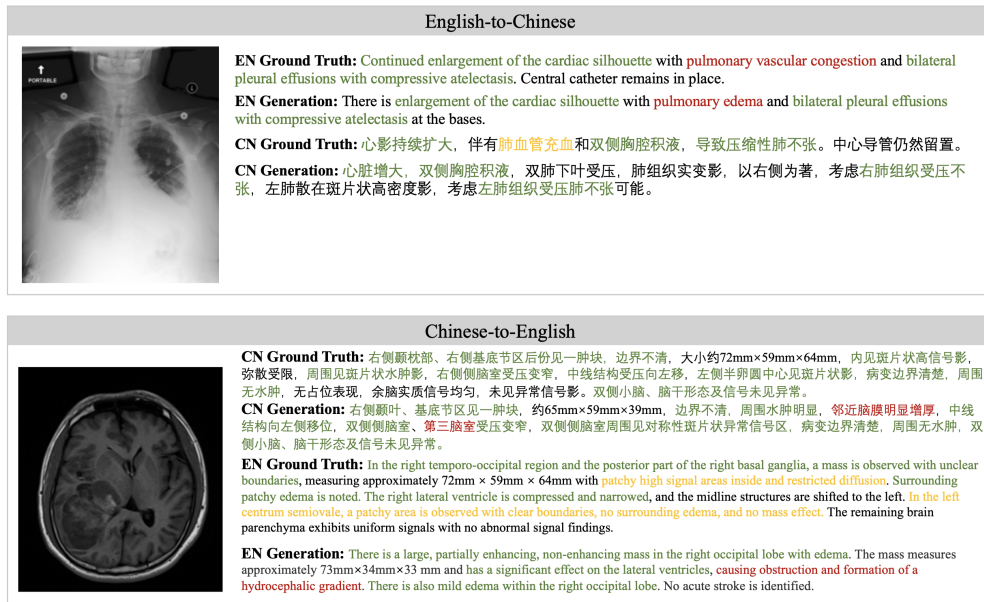 English-to-Chinese
PORTABLE
EN Ground Truth: Continued enlargement of the cardiac silhouette with pulmonary vascular congestion and bilateral
pleural effusions with compressive atelectasis. Central catheter remains in place.
EN Generation: There is enlargement of the cardiac silhouette with pulmonary edema and bilateral pleural effusions
with compressive atelectasis at the bases.
CN Ground Truth: 心影持续扩大，伴有肺血管充血和双侧胸腔积液，导致压缩性肺不张。中心导管仍然留置。
CN Generation: 心脏增大，双侧胸腔积液，双肺下叶受压，肺组织实变影，以右侧为著，考虑右肺组织受压不
张，左肺散在斑片状高密度影，考虑左肺组织受压肺不张可能。
Chinese-to-English
CN Ground Truth: 右侧颞枕部、右侧基底节区后份见一肿块，边界不清，大小约72mm×59mm×64mm，内见斑片状高信号影，
弥散受限，周围见斑片状水肿影，右侧侧脑室受压变窄，中线结构受压向左移，左侧半卵圆中心见斑片状影，病变边界清楚，周围
无水肿，无占位表现，余脑实质信号均匀，未见异常信号影。双侧小脑、脑干形态及信号未见异常。
CN Generation: 右侧颞叶、基底节区见一肿块，约65mm×59mm×39mm，边界不清，周围水肿明显，邻近脑膜明显增厚，中线
结构向左侧移位，双侧侧脑室、第三脑室受压变窄，双侧侧脑室周围见对称性斑片状异常信号区，病变边界清楚，周围无水肿，双
侧小脑、脑干形态及信号未见异常。
EN Ground Truth: In the right temporo-occipital region and the posterior part of the right basal ganglia, a mass is observed with unclear
boundaries, measuring approximately 72mm × 59mm × 64mm with patchy high signal areas inside and restricted diffusion. Surrounding
patchy edema is noted. The right lateral ventricle is compressed and narrowed, and the midline structures are shifted to the left. In the left
centrum semiovale, a patchy area is observed with clear boundaries, no surrounding edema, and no mass effect. The remaining brain
parenchyma exhibits uniform signals with no abnormal signal findings.
EN Generation: There is a large, partially enhancing, non-enhancing mass in the right occipital lobe with edema. The mass measures
approximately 73mm×34mm×33 mm and has a significant effect on the lateral ventricles, causing obstruction and formation of a
hydrocephalic gradient. There is also mild edema within the right occipital lobe. No acute stroke is identified.